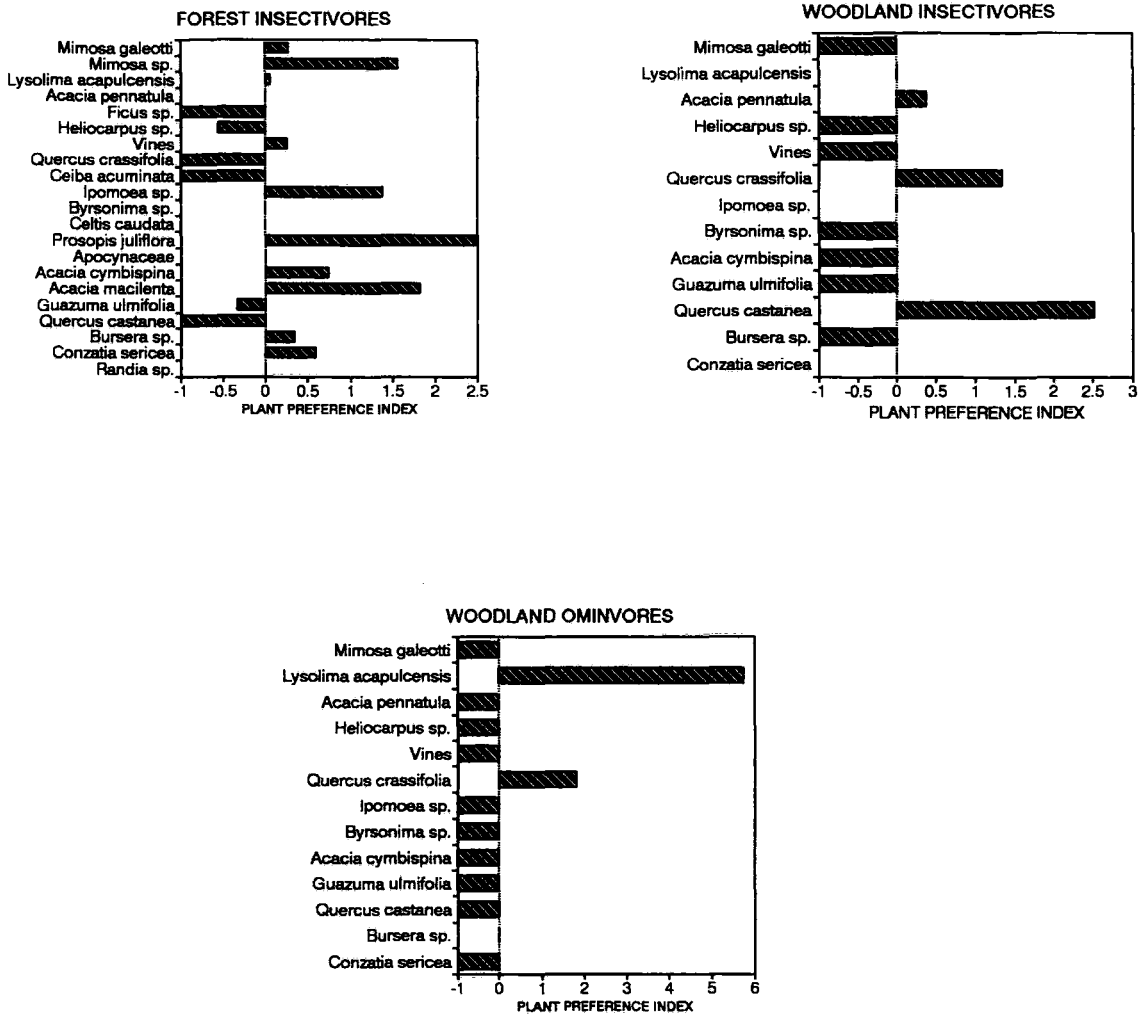 FOREST INSECTIVORES
Mimosa galeotti
Mimosa sp.
Lysolima acapulcensis
Acacia pennatula
Ficus sp.
Heliocarpus sp.
Vines
Quercus crassifolia
Ceiba acuminata
Ipomoea sp.
Byrsonima sp.
Celtis caudata
Prosopis juliflora
Apocynaceae
Acacia cymbispina
Acacia macilenta
Guazuma ulmifolia
Quercus castanea
Bursera sp.
Conzatia sericea
Randia sp.
-1 -0.5 0 0.5 1 1.5 2 2.5
PLANT PREFERENCE INDEX
WOODLAND INSECTIVORES
Mimosa galeotti
Lysolima acapulcensis
Acacia pennatula
Heliocarpus sp.
Vines
Quercus crassifolia
Ipomoea sp.
Byrsonima sp.
Acacia cymbispina
Guazuma ulmifolia
Quercus castanea
Bursera sp.
Conzatia sericea
-1 -0.5 0 0.5 1 1.5 2 2.5 3
PLANT PREFERENCE INDEX
WOODLAND OMINVORES
Mimosa galeotti
Lysolima acapulcensis
Acacia pennatula
Heliocarpus sp.
Vines
Quercus crassifolia
Ipomoea sp.
Byrsonima sp.
Acacia cymbispina
Guazuma ulmifolia
Quercus castanea
Bursera sp.
Conzatia sericea
-1 0 1 2 3 4 5 6
PLANT PREFERENCE INDEX